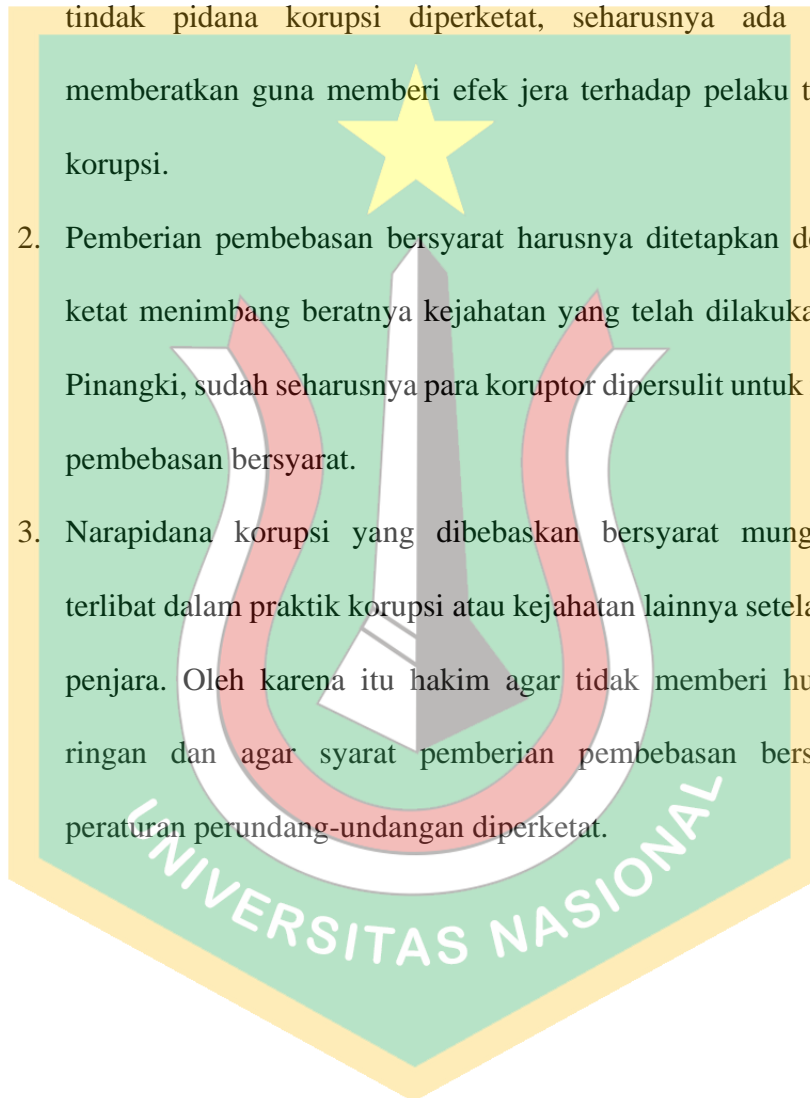 tindak pidana korupsi diperketat, seharusnya ada
memberatkan guna memberi efek jera terhadap pelaku t
korupsi.
2. Pemberian pembebasan bersyarat harusnya ditetapkan d
ketat menimbang beratnya kejahatan yang telah dilakuka
Pinangki, sudah seharusnya para koruptor dipersulit untuk
pembebasan bersyarat.
3. Narapidana korupsi yang dibebaskan bersyarat mung
terlibat dalam praktik korupsi atau kejahatan lainnya setela
penjara. Oleh karena itu hakim agar tidak memberi hu
ringan dan agar syarat pemberian pembebasan bers
peraturan perundang-undangan diperketat.
UNIVERSITAS NASIONAL